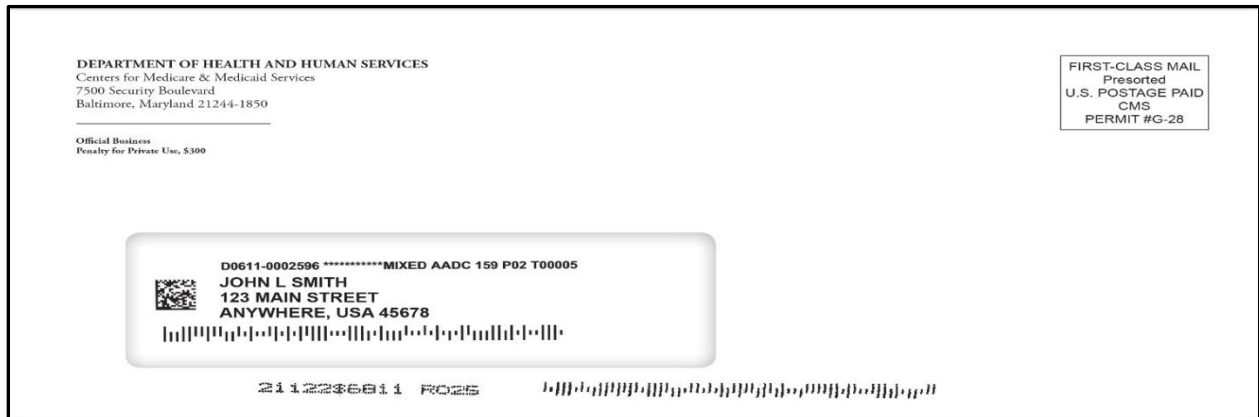 DEPARTMENT OF HEALTH AND HUMAN SERVICES
Centers for Medicare & Medicaid Services
7500 Security Boulevard
Baltimore, Maryland 21244-1850
Official Business
Penalty for Private Use, $300
FIRST-CLASS MAIL
Presorted
U.S. POSTAGE PAID
CMS
PERMIT #G-28
D0611-0002596 ***********MIXED AADC 159 P02 T00005
JOHN L SMITH
123 MAIN STREET
ANYWHERE, USA 45678
R025